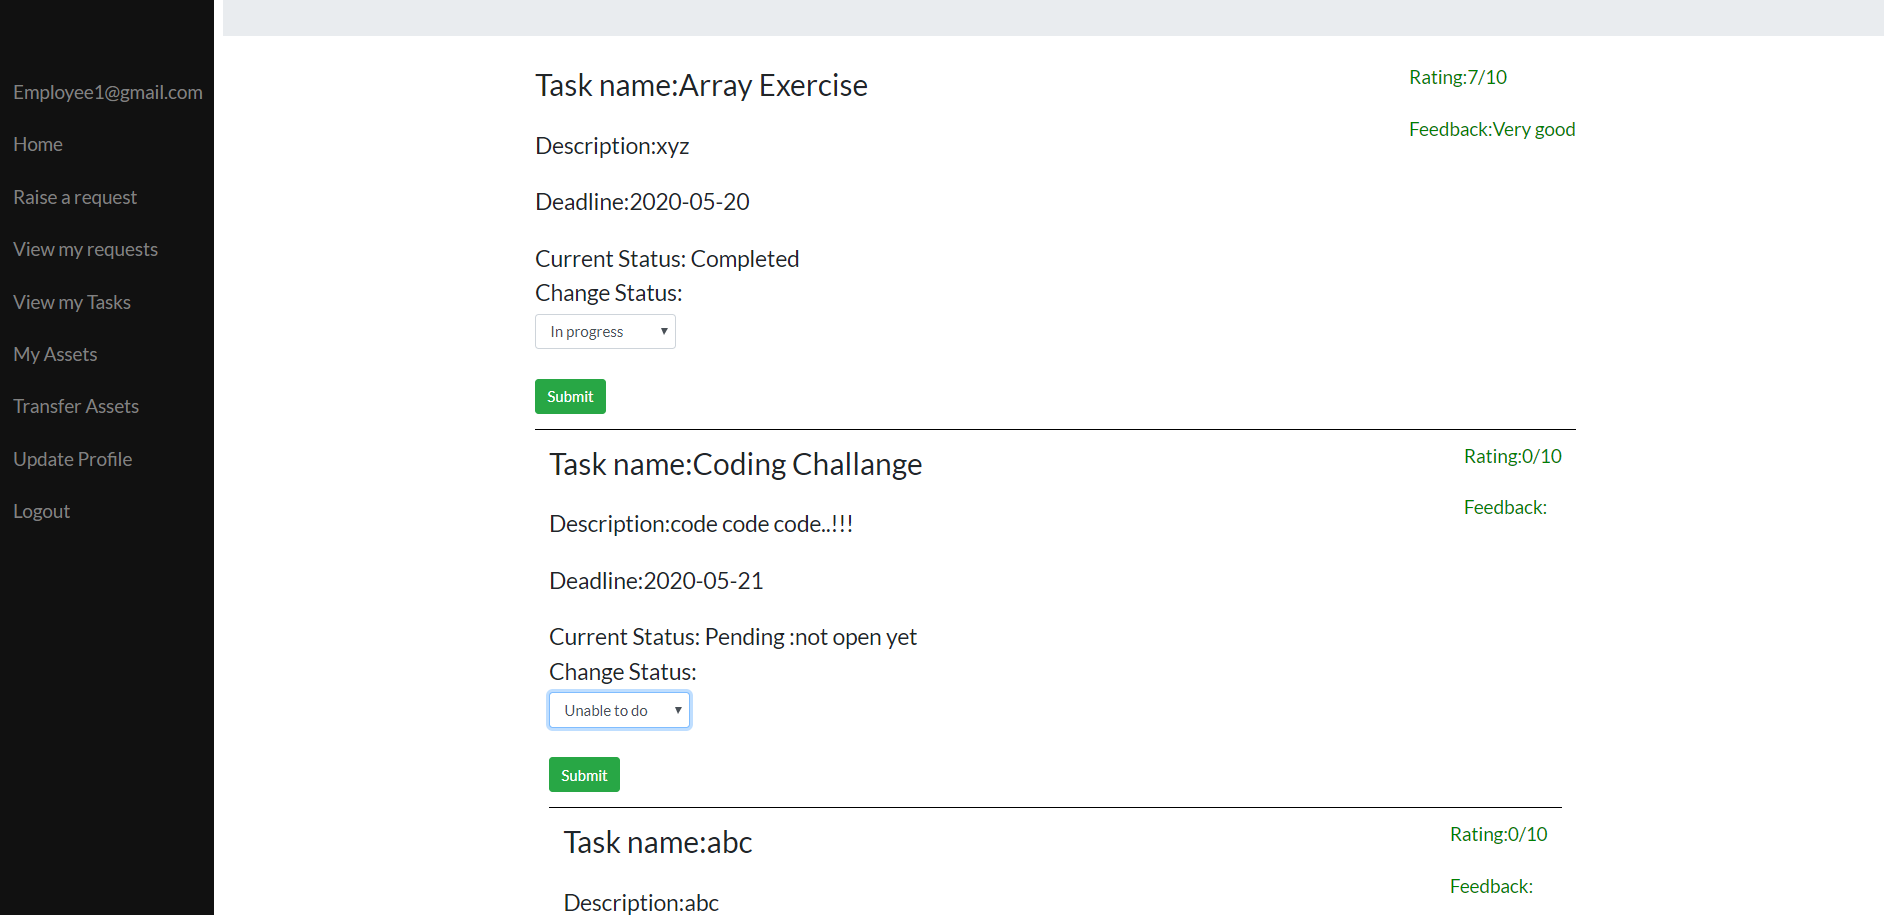 Employee1@gmail.com
Home
Raise a request
View my requests
View my Tasks
My Assets
Transfer Assets
Update Profile
Logout
Task name:Array Exercise
Rating:7/10
Feedback:Very good
Description:xyz
Deadline:2020-05-20
Current Status: Completed
Change Status:
In progress
Submit
Task name:Coding Challange
Rating:0/10
Feedback:
Description:code code code..!!!
Deadline:2020-05-21
Current Status: Pending :not open yet
Change Status:
Unable to do
Submit
Task name:abc
Rating:0/10
Feedback:
Description:abc